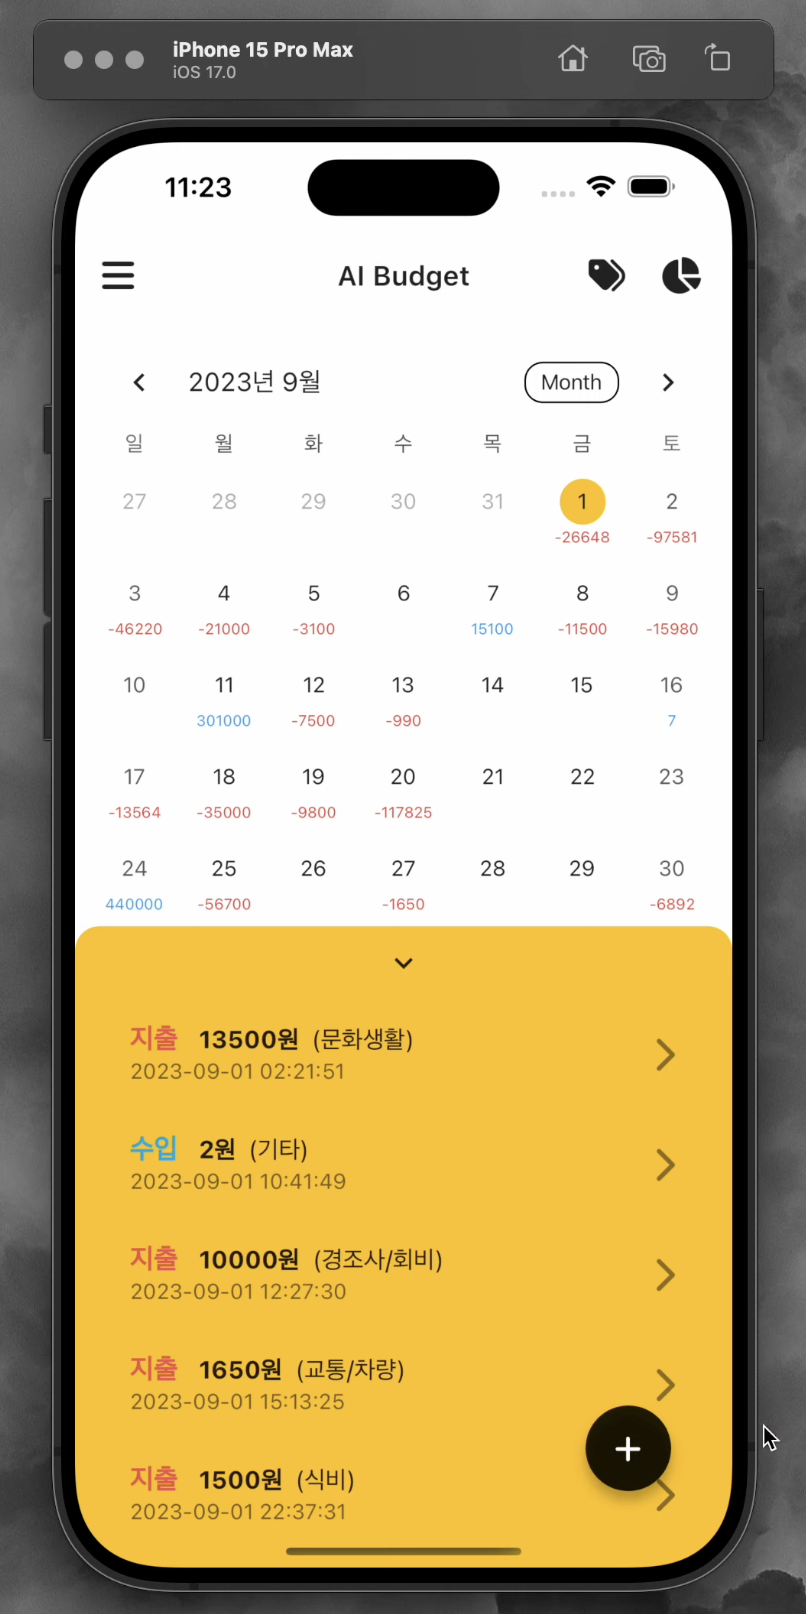 iPhone 15 Pro Max
iOS 17.0
11:23
AI Budget
2023년 9월 Month
일 월 화 수 목 금 토
27 28 29 30 31 1 2
-26648 -97581
3 4 5 6 7 8 9
-46220 -21000 -3100 15100 -11500 -15980
10 11 12 13 14 15 16
301000 -7500 -990 7
17 18 19 20 21 22 23
-13564 -35000 -9800 -117825
24 25 26 27 28 29 30
440000 -56700 -1650 -6892
지출 13500원 (문화생활)
2023-09-01 02:21:51
수입 2원 (기타)
2023-09-01 10:41:49
지출 10000원 (경조사/회비)
2023-09-01 12:27:30
지출 1650원 (교통/차량)
2023-09-01 15:13:25
지출 1500원 (식비)
2023-09-01 22:37:31